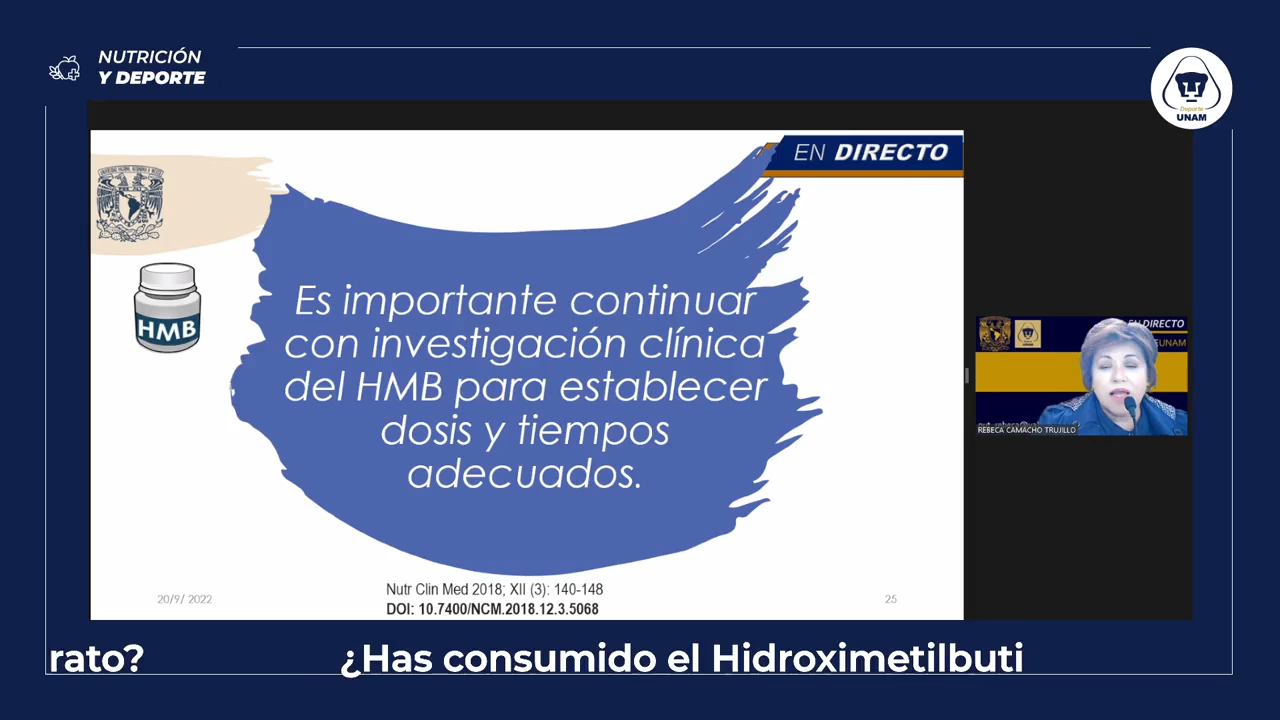 NUTRICIÓN
Y DEPORTE
Deporte
UNAM
EN DIRECTO
HMB
Es importante continuar
con investigación clínica
del HMB para establecer
dosis y tiempos
adecuados.
EN DIRECTO
REBECA CAMACHO TRUJILLO
Nutr Clin Med 2018; XII (3): 140-148
DOI: 10.7400/NCM.2018.12.3.5068
20/9/ 2022
25
rato? ¿Has consumido el Hidroximetilbuti